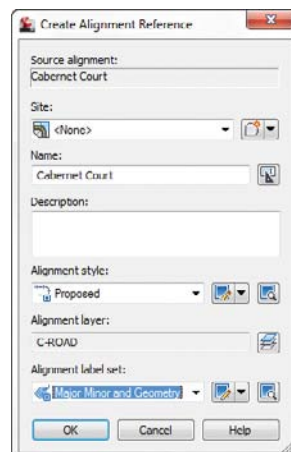 Create Alignment Reference
Source alignment:
Cabernet Court
Site:
<None>
Name:
Cabernet Court
Description:
Alignment style:
Proposed
Alignment layer:
C-ROAD
Alignment label set:
Major Minor and Geometry
OK Cancel Help